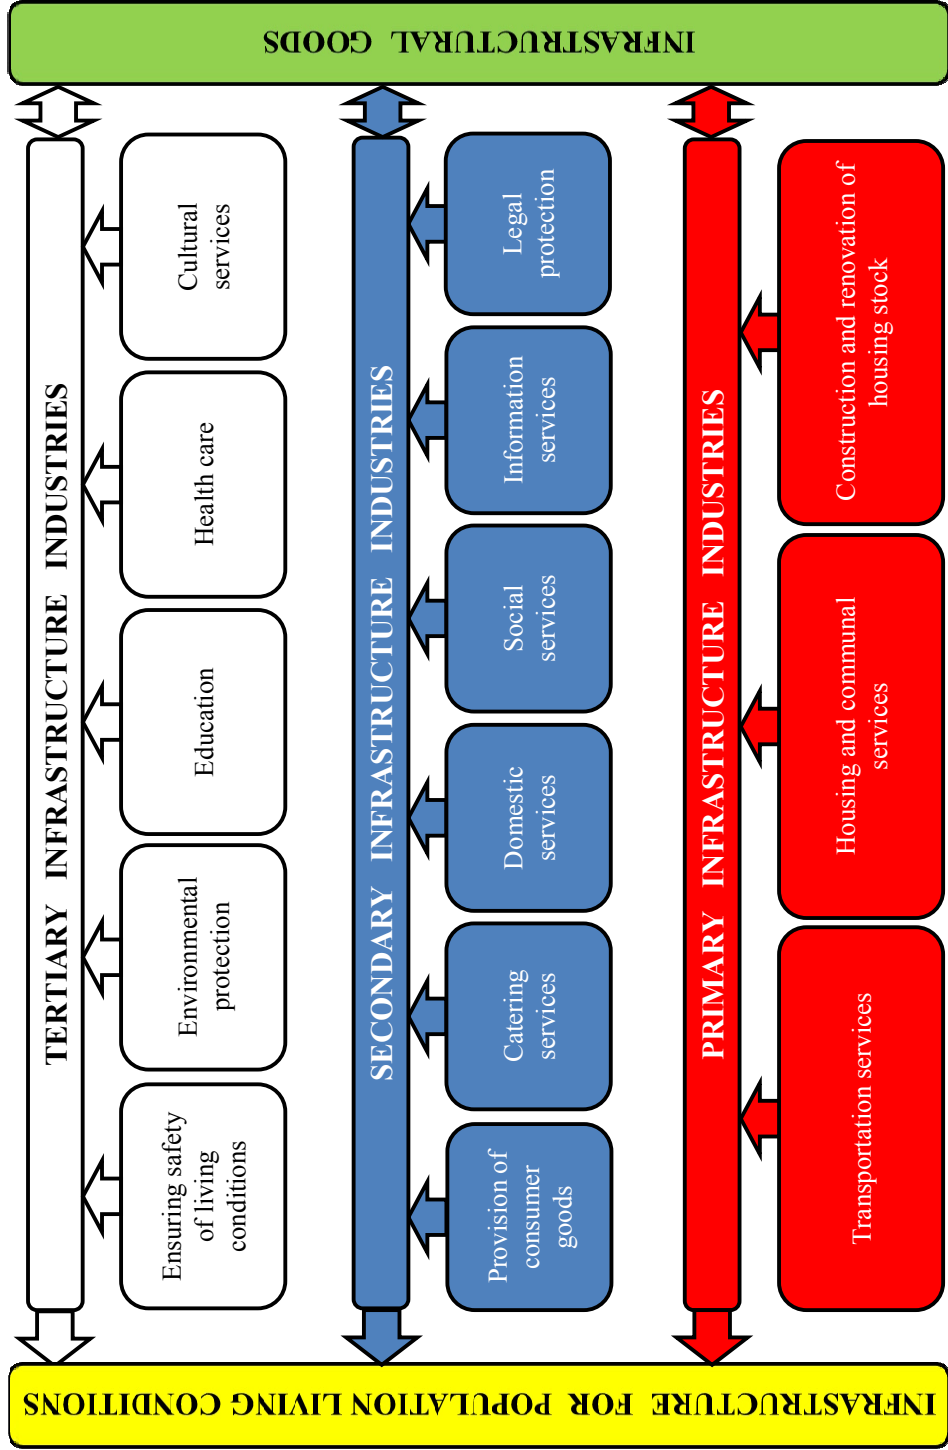 INFRASTRUCTURE FOR POPULATION LIVING CONDITIONS
TERTIARY INFRASTRUCTURE INDUSTRIES
Ensuring safety
of living
conditions
Environmental
protection
Education
Health care
Cultural
services
SECONDARY INFRASTRUCTURE INDUSTRIES
Provision of
consumer
goods
Catering
services
Domestic
services
Social
services
Information
services
Legal
protection
PRIMARY INFRASTRUCTURE INDUSTRIES
Transportation services
Housing and communal
services
Construction and renovation of
housing stock
INFRASTRUCTURAL GOODS